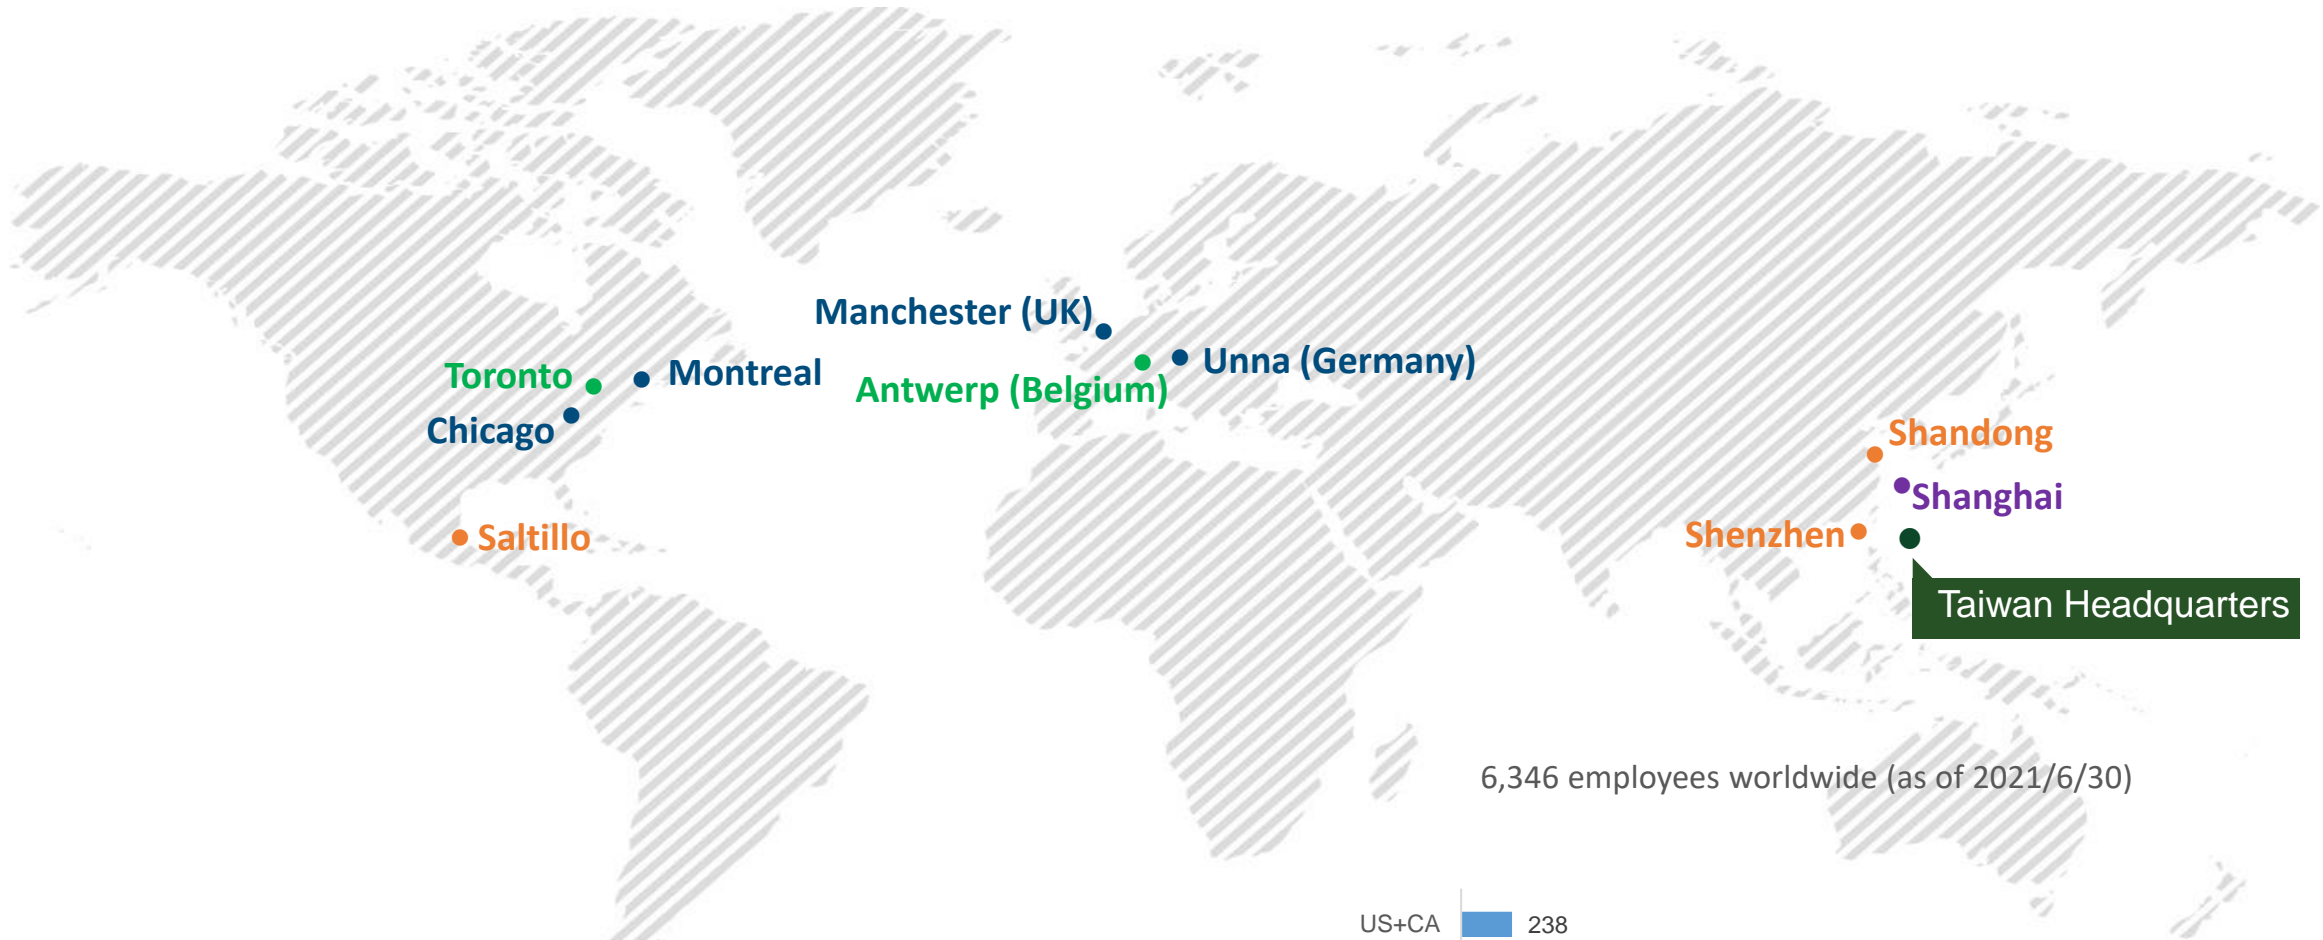 Manchester (UK)
Unna (Germany)
Toronto
Montreal
Antwerp (Belgium)
Chicago
Shandong
Shanghai
Saltillo
Shenzhen
Taiwan Headquarters
6,346 employees worldwide (as of 2021/6/30)
US+CA 238